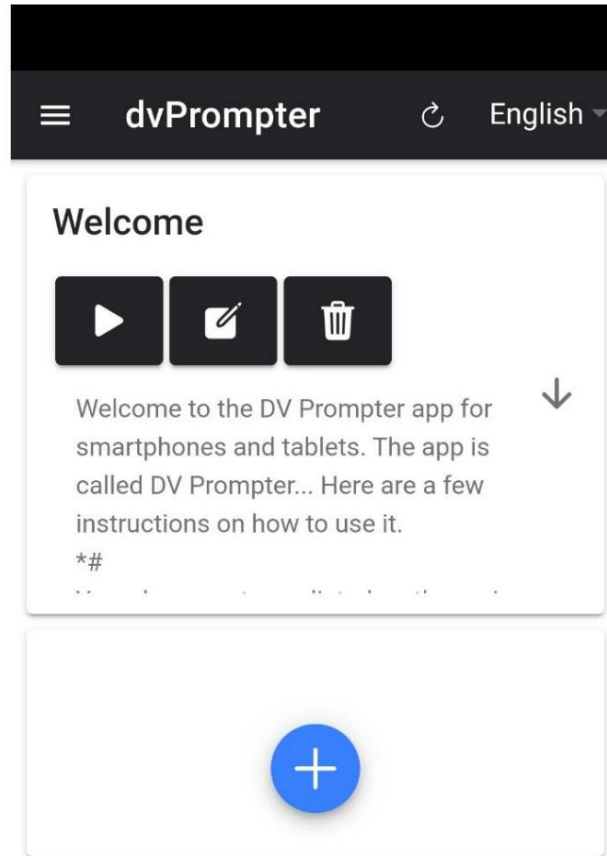 dvPrompter
English
Welcome
Welcome to the DV Prompter app for
smartphones and tablets. The app is
called DV Prompter... Here are a few
instructions on how to use it.
*#